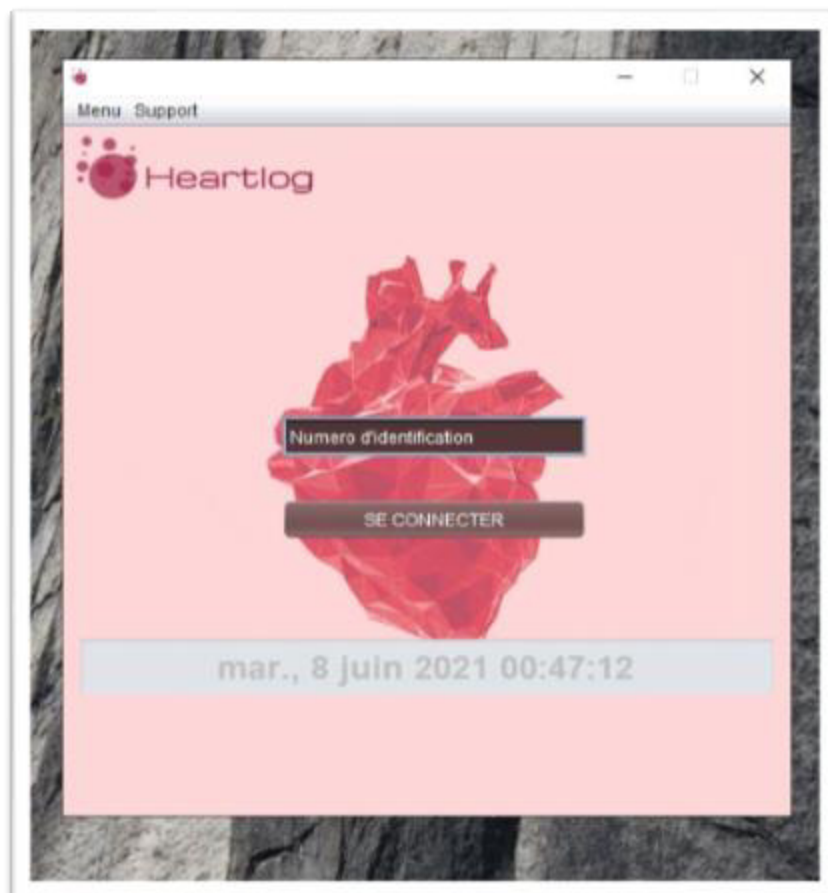 Menu Support
Heartlog
Numero d'identification
SE CONNECTER
mar., 8 juin 2021 00:47:12